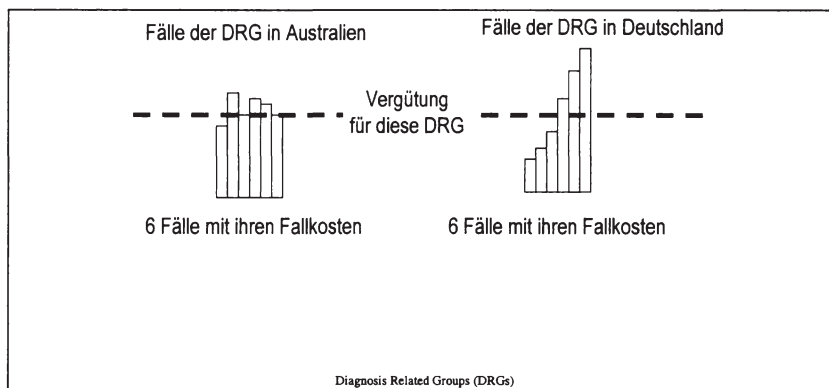 Fälle der DRG in Australien
Fälle der DRG in Deutschland
Vergütung
für diese DRG
6 Fälle mit ihren Fallkosten
6 Fälle mit ihren Fallkosten
Diagnosis Related Groups (DRGs)